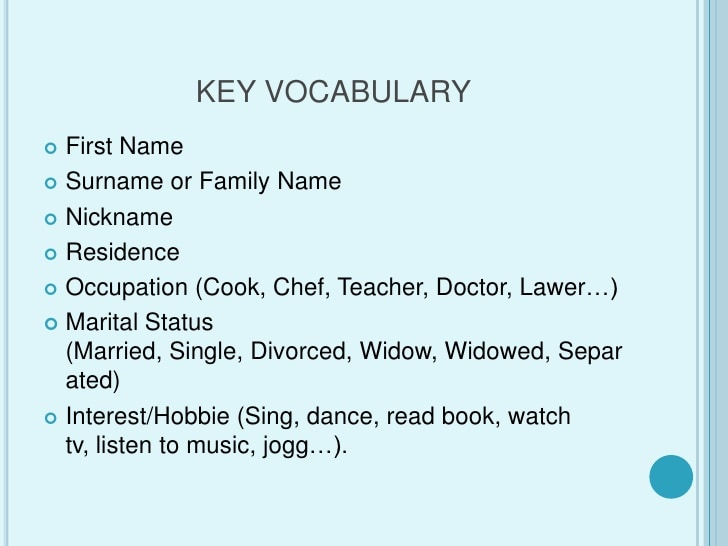 KEY VOCABULARY
First Name
Surname or Family Name
Nickname
Residence
Occupation (Cook, Chef, Teacher, Doctor, Lawer…)
Marital Status
(Married, Single, Divorced, Widow, Widowed, Separ
ated)
Interest/Hobbie (Sing, dance, read book, watch
tv, listen to music, jogg…).